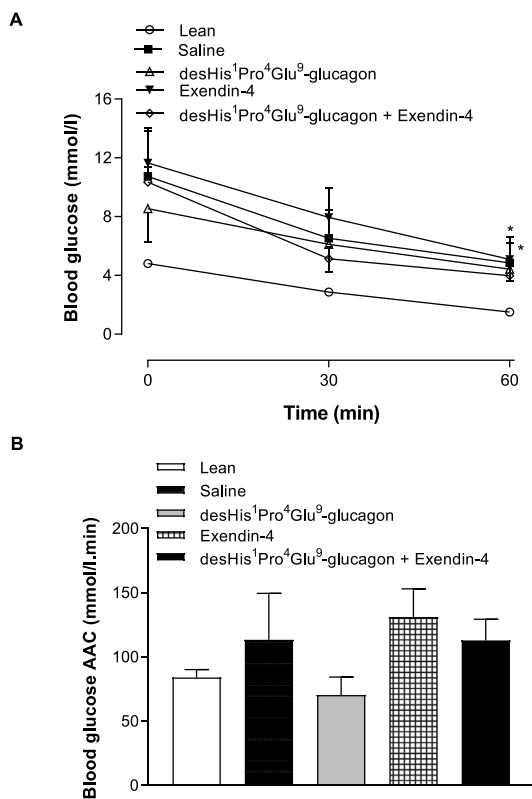 A
Lean
Saline
desHis¹Pro⁴Glu⁹-glucagon
Exendin-4
desHis¹Pro⁴Glu⁹-glucagon + Exendin-4
Blood glucose (mmol/l)
16
12
8
4
0
*
*
0 30 60
Time (min)
B
Lean
Saline
desHis¹Pro⁴Glu⁹-glucagon
Exendin-4
desHis¹Pro⁴Glu⁹-glucagon + Exendin-4
Blood glucose AAC (mmol/l.min)
200
150
100
50
0